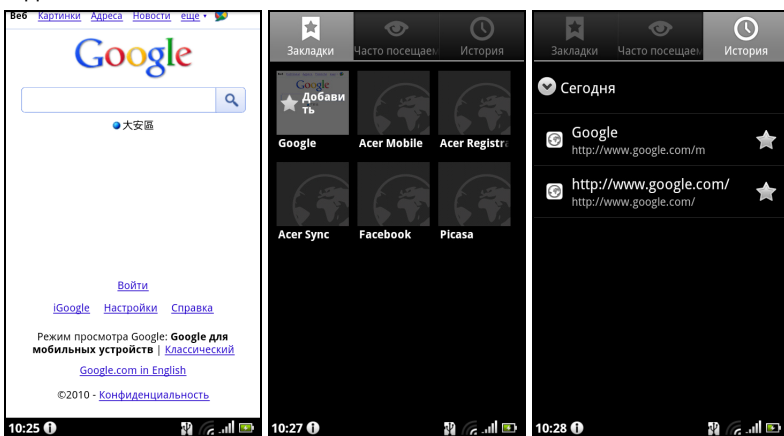 Веб Картинки Адреса Новости еще
Google
大安區
Войти
iGoogle Настройки Справка
Режим просмотра Google: Google для
мобильных устройств | Классический
Google.com in English
©2010 - Конфиденциальность
10:25
Закладки Часто посещаем История
Google
Добави
ть
Google Acer Mobile Acer Registra
Acer Sync Facebook Picasa
10:27
Закладки Часто посещаем История
Сегодня
Google
http://www.google.com/m
http://www.google.com/
http://www.google.com/
10:28